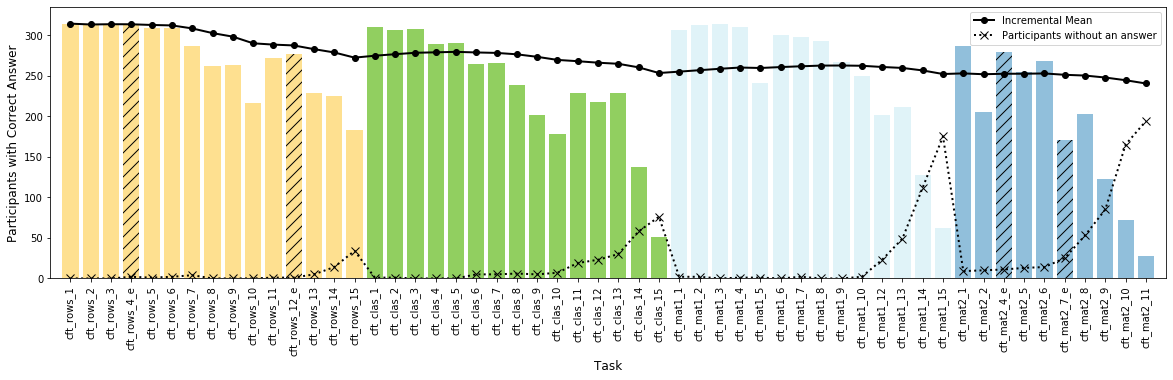 Incremental Mean
Participants without an answer
Participants with Correct Answer
300
250
200
150
100
50
0
cft_rows_1
cft_rows_2
cft_rows_3
cft_rows_4_e
cft_rows_5
cft_rows_6
cft_rows_7
cft_rows_8
cft_rows_9
cft_rows_10
cft_rows_11
cft_rows_12_e
cft_rows_13
cft_rows_14
cft_rows_15
cft_clas_1
cft_clas_2
cft_clas_3
cft_clas_4
cft_clas_5
cft_clas_6
cft_clas_7
cft_clas_8
cft_clas_9
cft_clas_10
cft_clas_11
cft_clas_12
cft_clas_13
cft_clas_14
cft_clas_15
cft_mat1_1
cft_mat1_2
cft_mat1_3
cft_mat1_4
cft_mat1_5
cft_mat1_6
cft_mat1_7
cft_mat1_8
cft_mat1_9
cft_mat1_10
cft_mat1_12
cft_mat1_13
cft_mat1_14
cft_mat1_15
cft_mat2_1
cft_mat2_2
cft_mat2_4_e
cft_mat2_5
cft_mat2_6
cft_mat2_7_e
cft_mat2_8
cft_mat2_9
cft_mat2_10
cft_mat2_11
Task